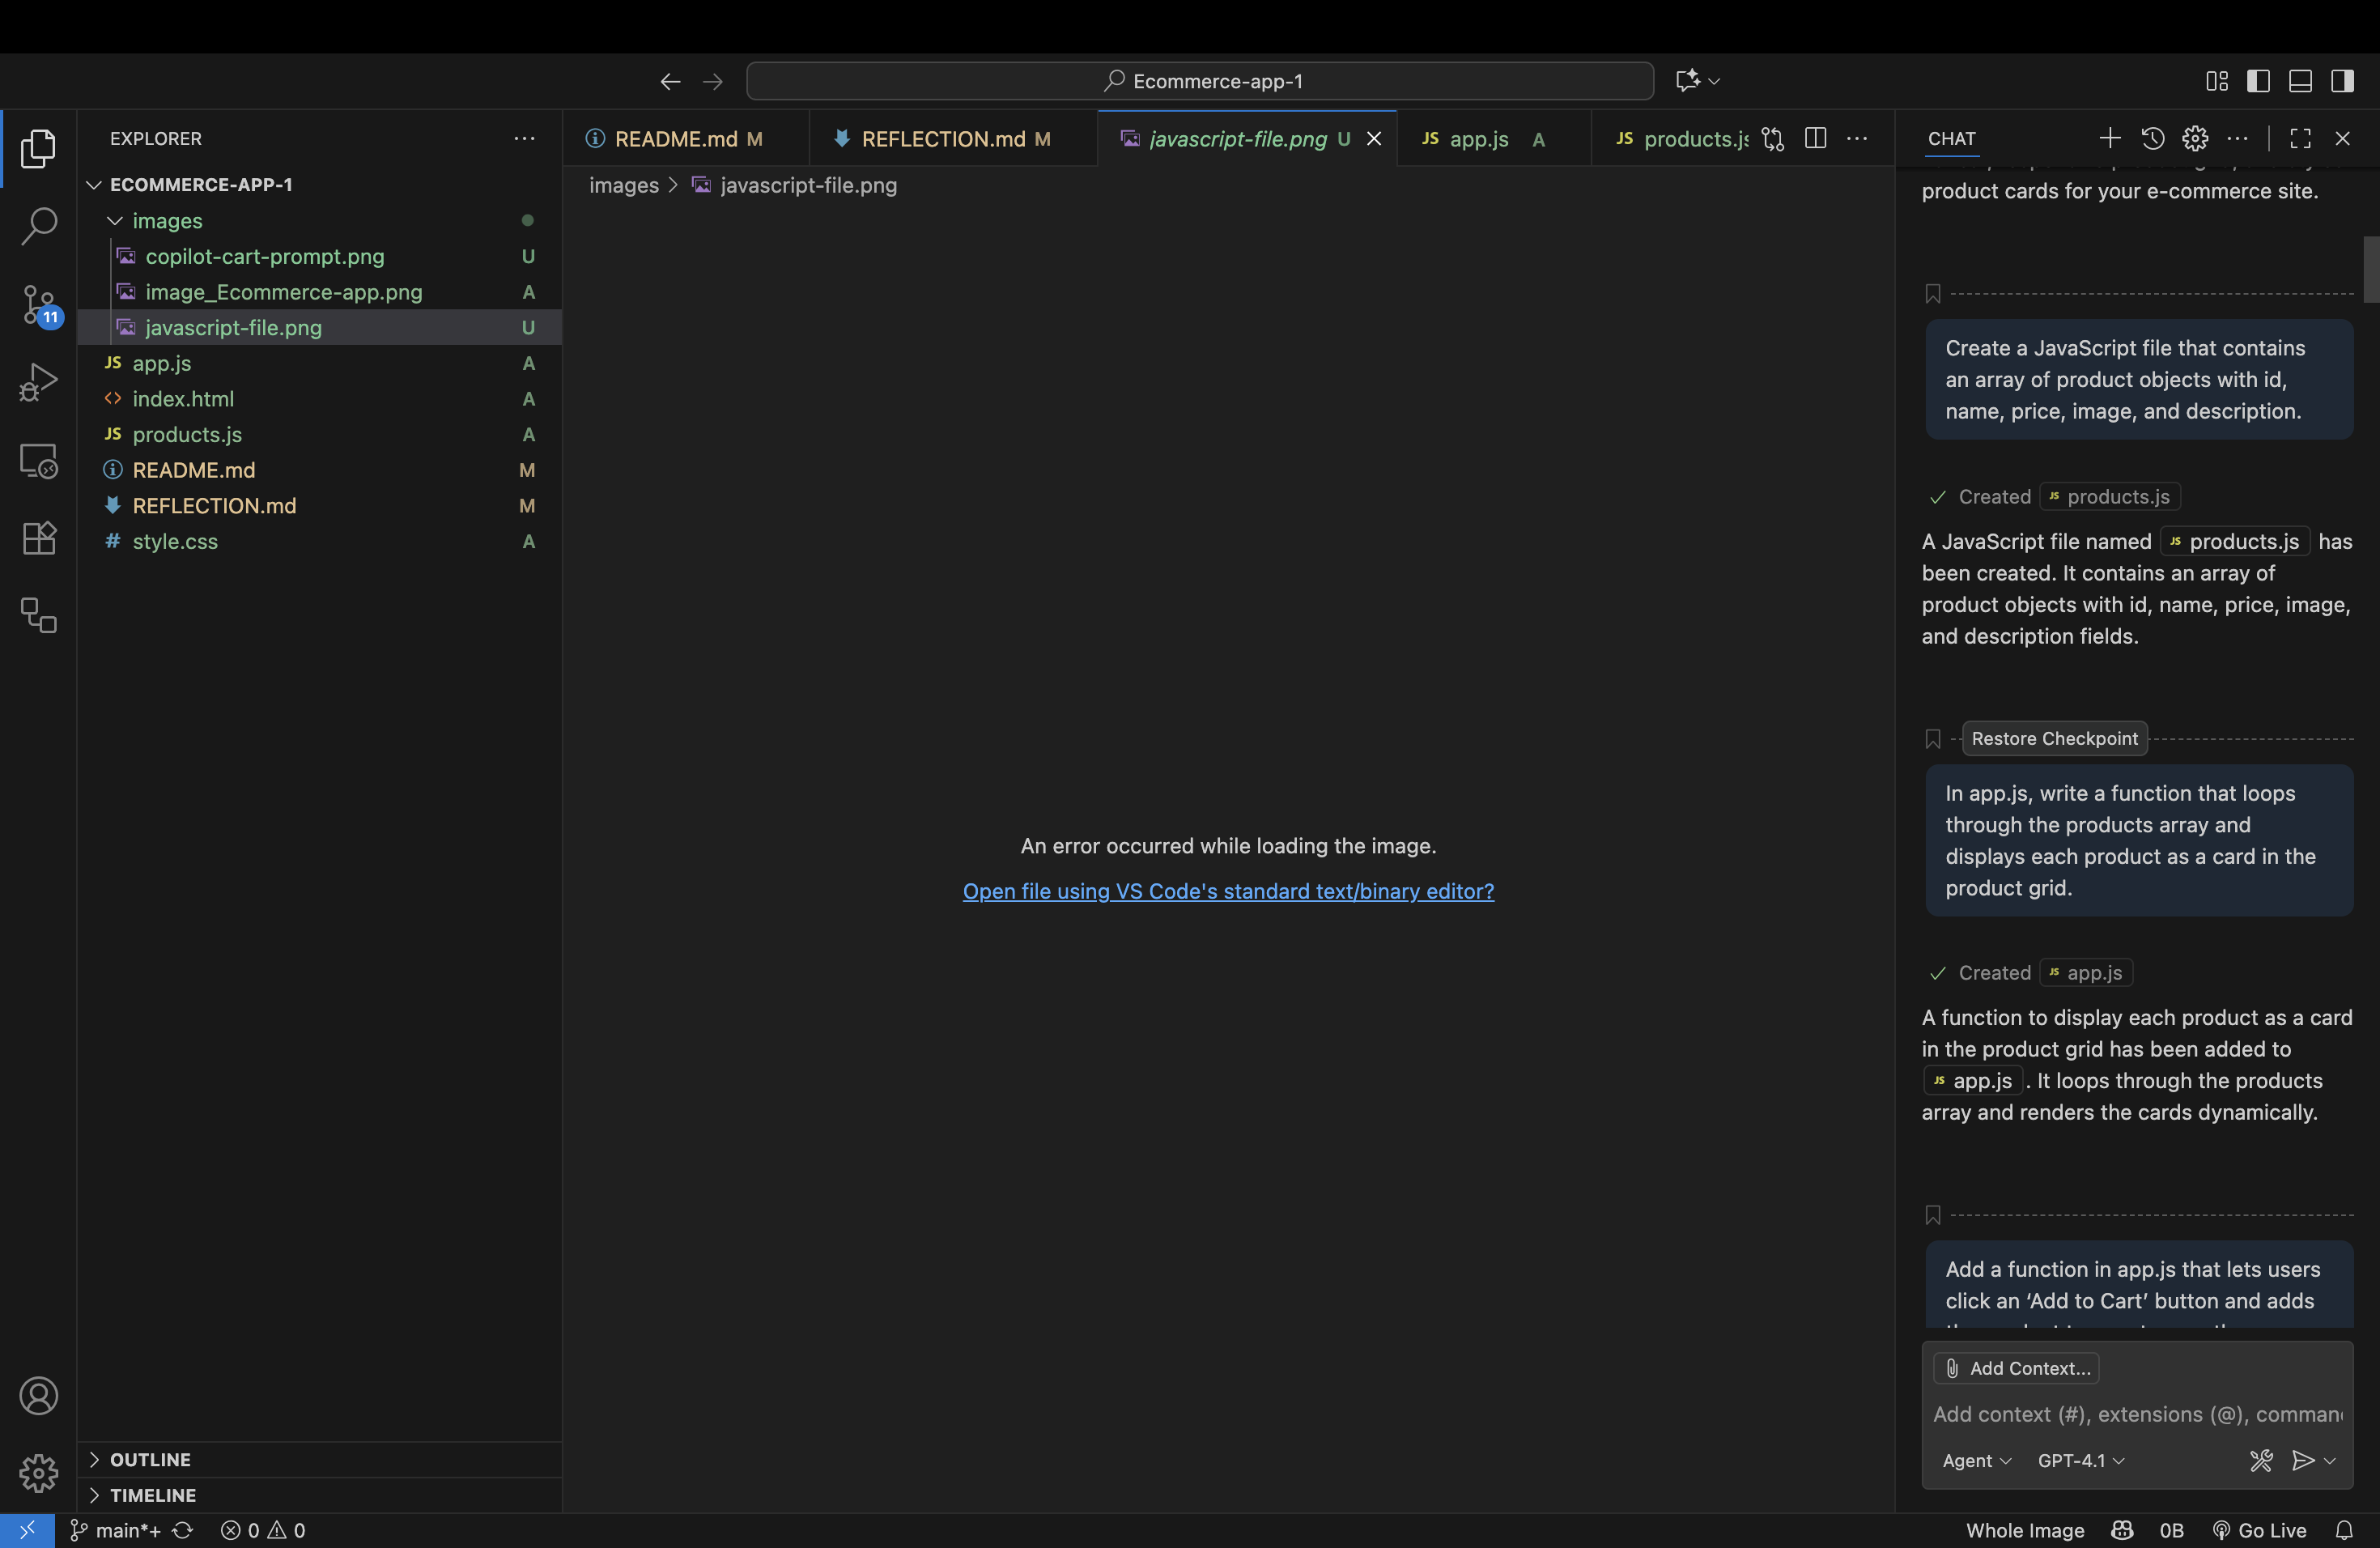 Ecommerce-app-1
EXPLORER
ECOMMERCE-APP-1
images
copilot-cart-prompt.png U
image_Ecommerce-app.png A
javascript-file.png U
JS app.js A
<> index.html A
JS products.js A
README.md M
REFLECTION.md M
# style.css A
11
OUTLINE
TIMELINE
README.md M
REFLECTION.md M
javascript-file.png U
JS app.js A
JS products.js
images > javascript-file.png
An error occurred while loading the image.
Open file using VS Code's standard text/binary editor?
CHAT
product cards for your e-commerce site.
Create a JavaScript file that contains
an array of product objects with id,
name, price, image, and description.
Created JS products.js
A JavaScript file named JS products.js has
been created. It contains an array of
product objects with id, name, price, image,
and description fields.
Restore Checkpoint
In app.js, write a function that loops
through the products array and
displays each product as a card in the
product grid.
Created JS app.js
A function to display each product as a card
in the product grid has been added to
JS app.js . It loops through the products
array and renders the cards dynamically.
Add a function in app.js that lets users
click an ‘Add to Cart’ button and adds
Add Context...
Add context (#), extensions (@), comman
Agent GPT-4.1
main*+ 0 0
Whole Image 0B Go Live